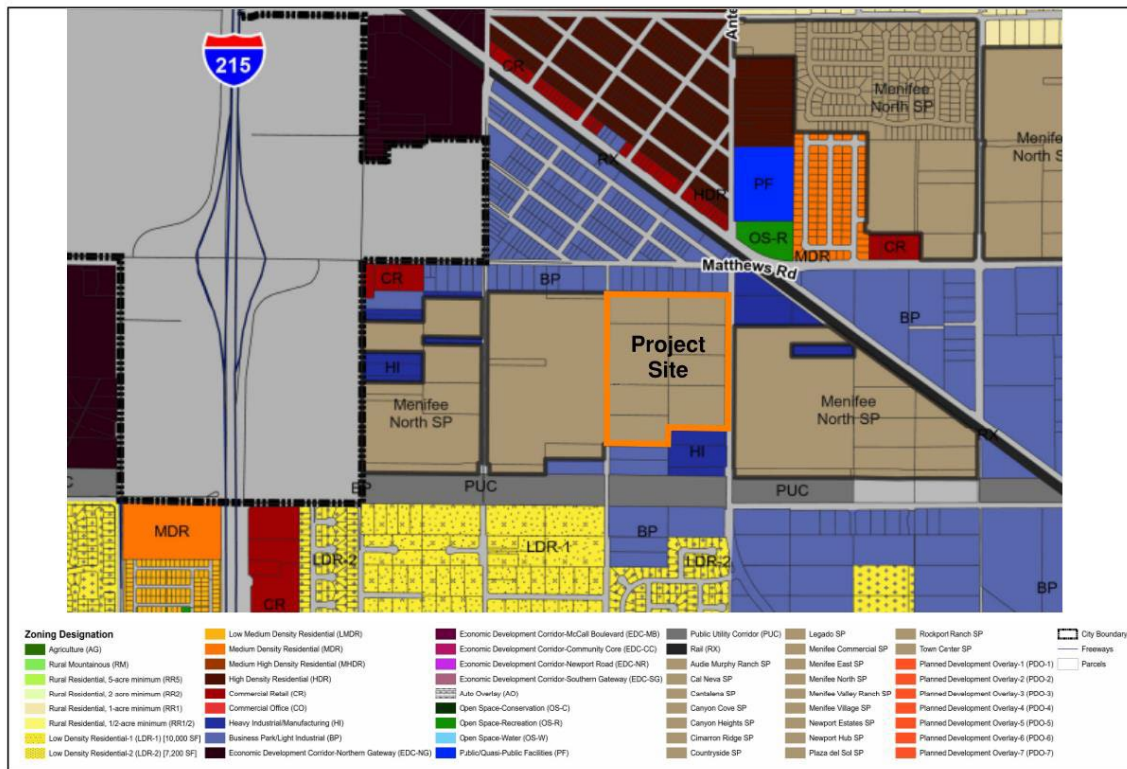 215
Ante
CR
Menifee
North SP
Menifee
North S
RX
PF
HDR
OS-R
MDR
CR
Matthews Rd
CR
BP
BP
Project
Site
HI
Menifee
North SP
Menifee
North SP
HI
RX
C
BP
PUC
PUC
MDR
LDR-2
LDR-1
BP
LDR-2
BP
CR
Zoning Designation
Agriculture (AG)
Rural Mountainous (RM)
Rural Residential, 5-acre minimum (RR5)
Rural Residential, 2 acre minimum (RR2)
Rural Residential, 1-acre minimum (RR1)
Rural Residential, 1/2-acre minimum (RR1/2)
Low Density Residential-1 (LDR-1) [10,000 SF]
Low Density Residential-2 (LDR-2) [7,200 SF]
Low Medium Density Residential (LMDR)
Medium Density Residential (MDR)
Medium High Density Residential (MHDR)
High Density Residential (HDR)
Commercial Retail (CR)
Commercial Office (CO)
Heavy Industrial/Manufacturing (HI)
Business Park/Light Industrial (BP)
Economic Development Corridor-Northern Gateway (EDC-NG)
Economic Development Corridor-McCall Boulevard (EDC-MB)
Economic Development Corridor-Community Core (EDC-CC)
Economic Development Corridor-Newport Road (EDC-NR)
Economic Development Corridor-Southern Gateway (EDC-SG)
Auto Overlay (AO)
Open Space-Conservation (OS-C)
Open Space-Recreation (OS-R)
Open Space-Water (OS-W)
Public/Quasi-Public Facilities (PF)
Public Utility Corridor (PUC)
Rail (RX)
Audie Murphy Ranch SP
Cal Neva SP
Cantalena SP
Canyon Cove SP
Canyon Heights SP
Cimarron Ridge SP
Countryside SP
Legado SP
Menifee Commercial SP
Menifee East SP
Menifee North SP
Menifee Valley Ranch SP
Menifee Village SP
Newport Estates SP
Newport Hub SP
Plaza del Sol SP
Rockport Ranch SP
Town Center SP
Planned Development Overlay-1 (PDO-1)
Planned Development Overlay-2 (PDO-2)
Planned Development Overlay-3 (PDO-3)
Planned Development Overlay-4 (PDO-4)
Planned Development Overlay-5 (PDO-5)
Planned Development Overlay-6 (PDO-6)
Planned Development Overlay-7 (PDO-7)
City Boundary
Freeways
Parcels